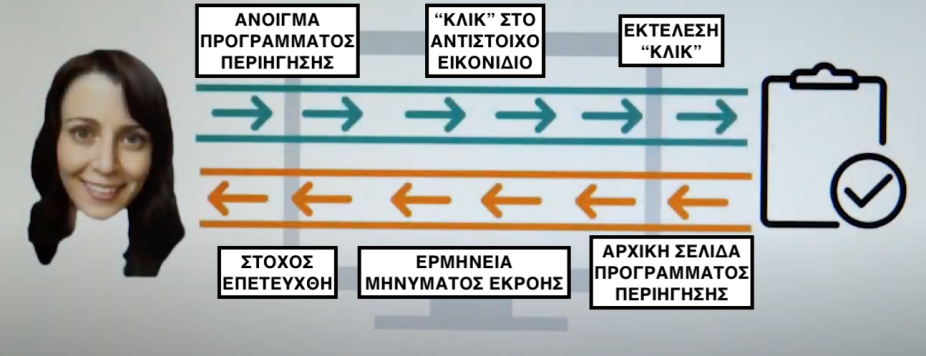 ΑΝΟΙΓΜΑ
ΠΡΟΓΡΑΜΜΑΤΟΣ
ΠΕΡΙΗΓΗΣΗΣ
“ΚΛΙΚ” ΣΤΟ
ΑΝΤΙΣΤΟΙΧΟ
ΕΙΚΟΝΙΔΙΟ
ΕΚΤΕΛΕΣΗ
“ΚΛΙΚ”
ΣΤΟΧΟΣ
ΕΠΕΤΕΥΧΘΗ
ΕΡΜΗΝΕΙΑ
ΜΗΝΥΜΑΤΟΣ ΕΚΡΟΗΣ
ΑΡΧΙΚΗ ΣΕΛΙΔΑ
ΠΡΟΓΡΑΜΜΑΤΟΣ
ΠΕΡΙΗΓΗΣΗΣ